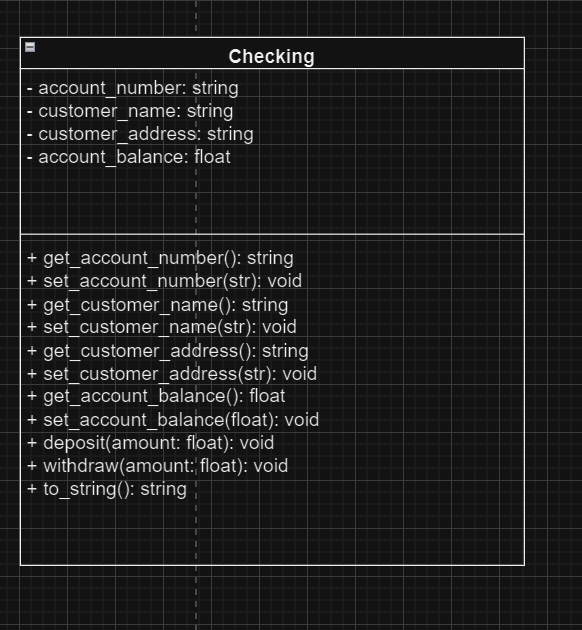 Checking
- account_number: string
- customer_name: string
- customer_address: string
- account_balance: float
+ get_account_number(): string
+ set_account_number(str): void
+ get_customer_name(): string
+ set_customer_name(str): void
+ get_customer_address(): string
+ set_customer_address(str): void
+ get_account_balance(): float
+ set_account_balance(float): void
+ deposit(amount: float): void
+ withdraw(amount: float): void
+ to_string(): string